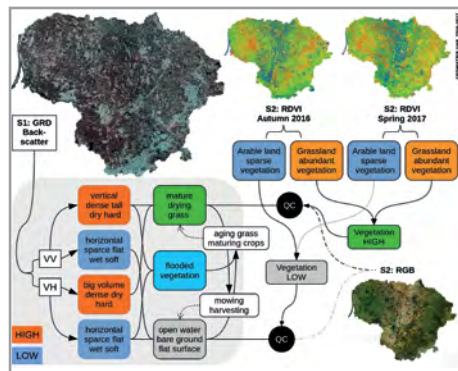 S2: RDVI
Autumn 2016
S2: RDVI
Spring 2017
S1: GRD
Back-
scatter
Arable land
sparse
vegetation
Grassland
abundant
vegetation
Arable land
sparse
vegetation
Grassland
abundant
vegetation
vertical
dense tall
dry hard
mature
drying
grass
QC
Vegetation
HIGH
aging grass
maturing crops
VV
horizontal
sparse flat
wet soft
flooded
vegetation
Vegetation
LOW
S2: RGB
VH
big volume
dense dry
hard
mowing
harvesting
HIGH
LOW
horizontal
sparse flat
wet soft
open water
bare ground
flat surface
QC